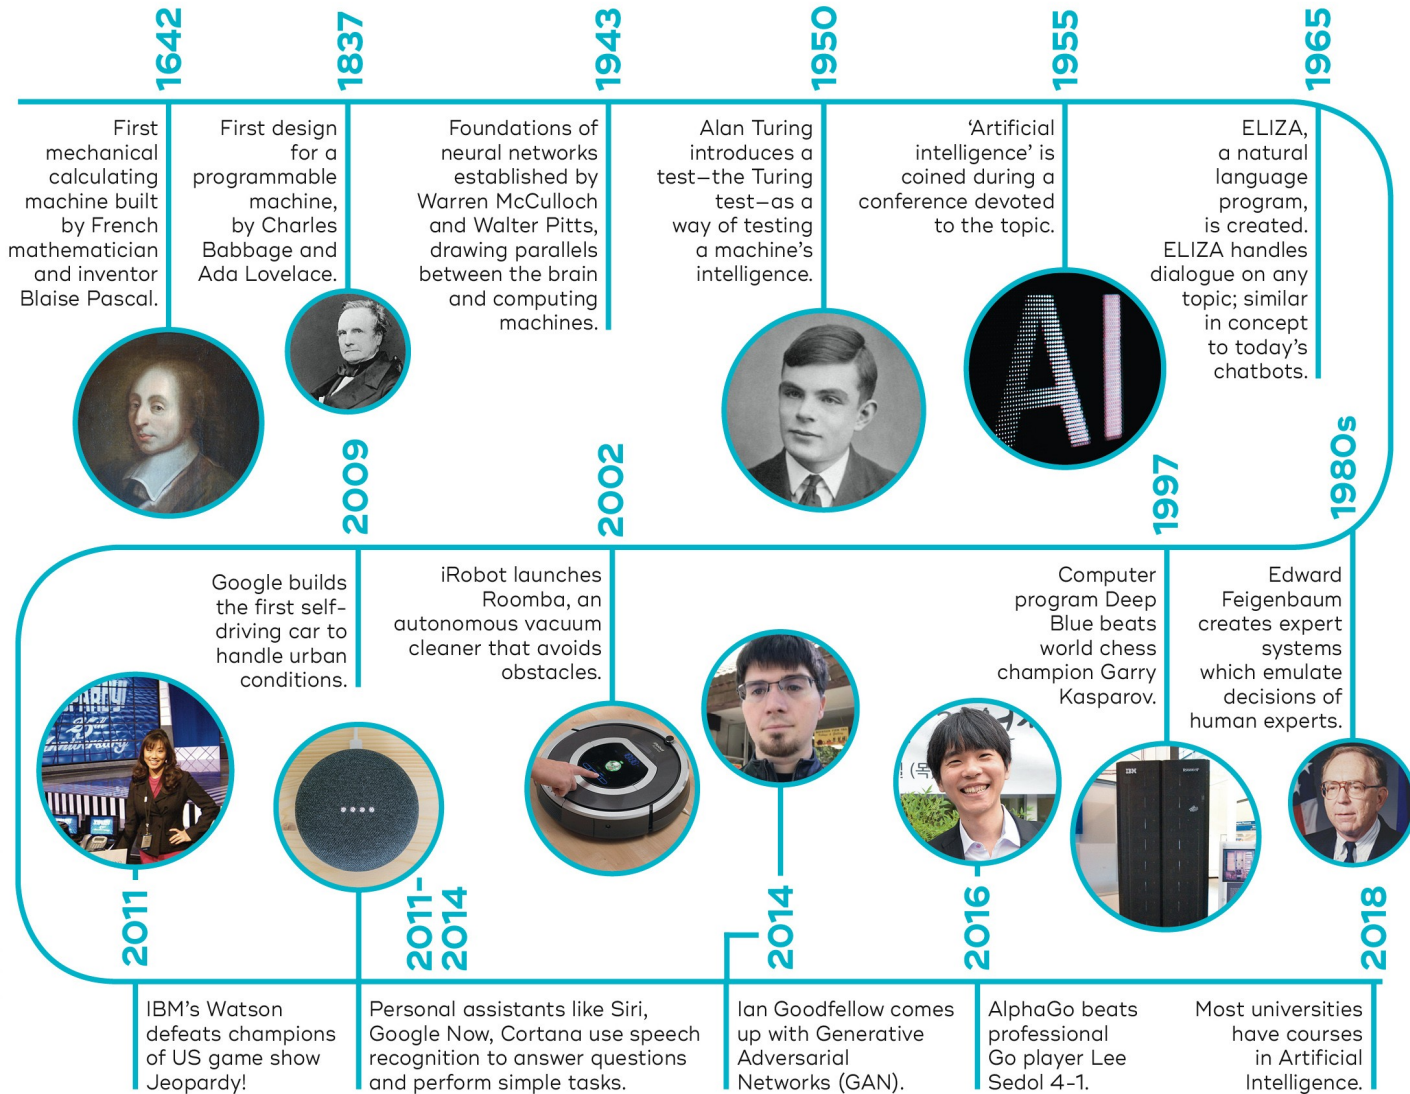 1642
First
mechanical
calculating
machine built
by French
mathematician
and inventor
Blaise Pascal.
1837
First design
for a
programmable
machine,
by Charles
Babbage and
Ada Lovelace.
1943
Foundations of
neural networks
established by
Warren McCulloch
and Walter Pitts,
drawing parallels
between the brain
and computing
machines.
1950
Alan Turing
introduces a
test—the Turing
test—as a
way of testing
a machine’s
intelligence.
1955
‘Artificial
intelligence’ is
coined during a
conference devoted
to the topic.
AI
1965
ELIZA,
a natural
language
program,
is created.
ELIZA handles
dialogue on any
topic; similar
in concept
to today’s
chatbots.
1980s
Edward
Feigenbaum
creates expert
systems
which emulate
decisions of
human experts.
1997
Computer
program Deep
Blue beats
world chess
champion Garry
Kasparov.
IBM
2002
iRobot launches
Roomba, an
autonomous vacuum
cleaner that avoids
obstacles.
2009
Google builds
the first self-
driving car to
handle urban
conditions.
Anniversary
2011
IBM’s Watson
defeats champions
of US game show
Jeopardy!
2011-
2014
Personal assistants like Siri,
Google Now, Cortana use speech
recognition to answer questions
and perform simple tasks.
2014
Ian Goodfellow comes
up with Generative
Adversarial
Networks (GAN).
2016
AlphaGo beats
professional
Go player Lee
Sedol 4-1.
2018
Most universities
have courses
in Artificial
Intelligence.